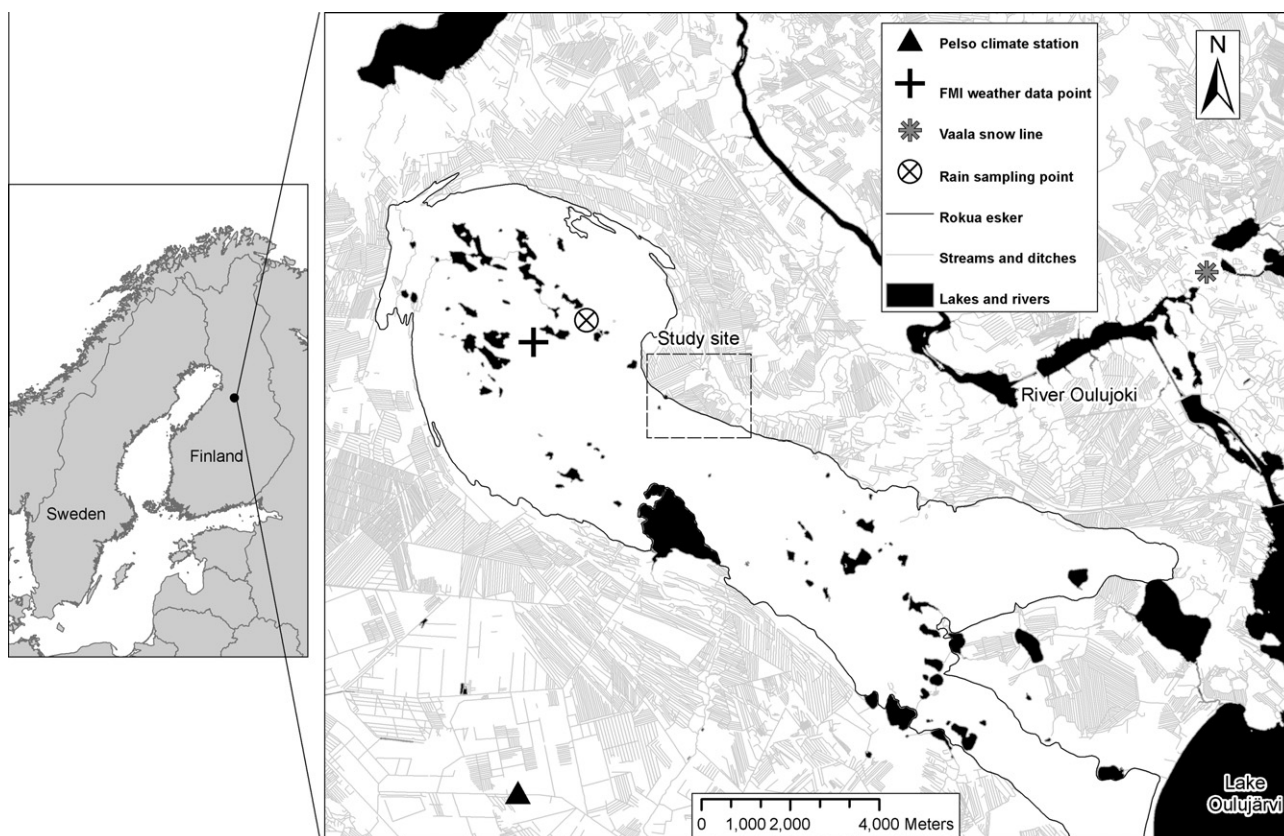 Pelso climate station
FMI weather data point
Vaala snow line
Rain sampling point
Rokua esker
Streams and ditches
Lakes and rivers
N
Study site
River Oulujoki
Finland
Sweden
Lake
Oulujärvi
0 1,000 2,000 4,000 Meters